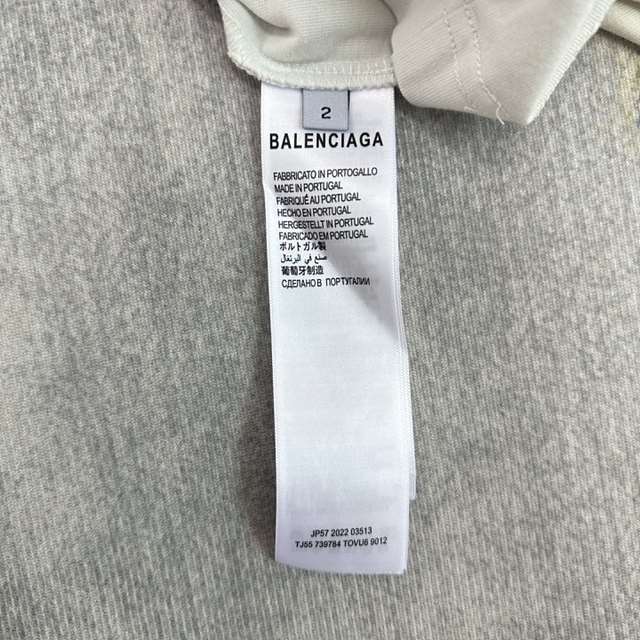 2
BALENCIAGA
FABBRICATO IN PORTOGALLO
MADE IN PORTUGAL
FABRIQUÉ AU PORTUGAL
HECHO EN PORTUGAL
HERGESTELLT IN PORTUGAL
FABRICADO EM PORTUGAL
ポルトガル製
صنع في البرتغال
葡萄牙制造
СДЕЛАНО В ПОРТУГАЛИИ
JP57 2022 03513
TJ55 739784 TOVU6 9012